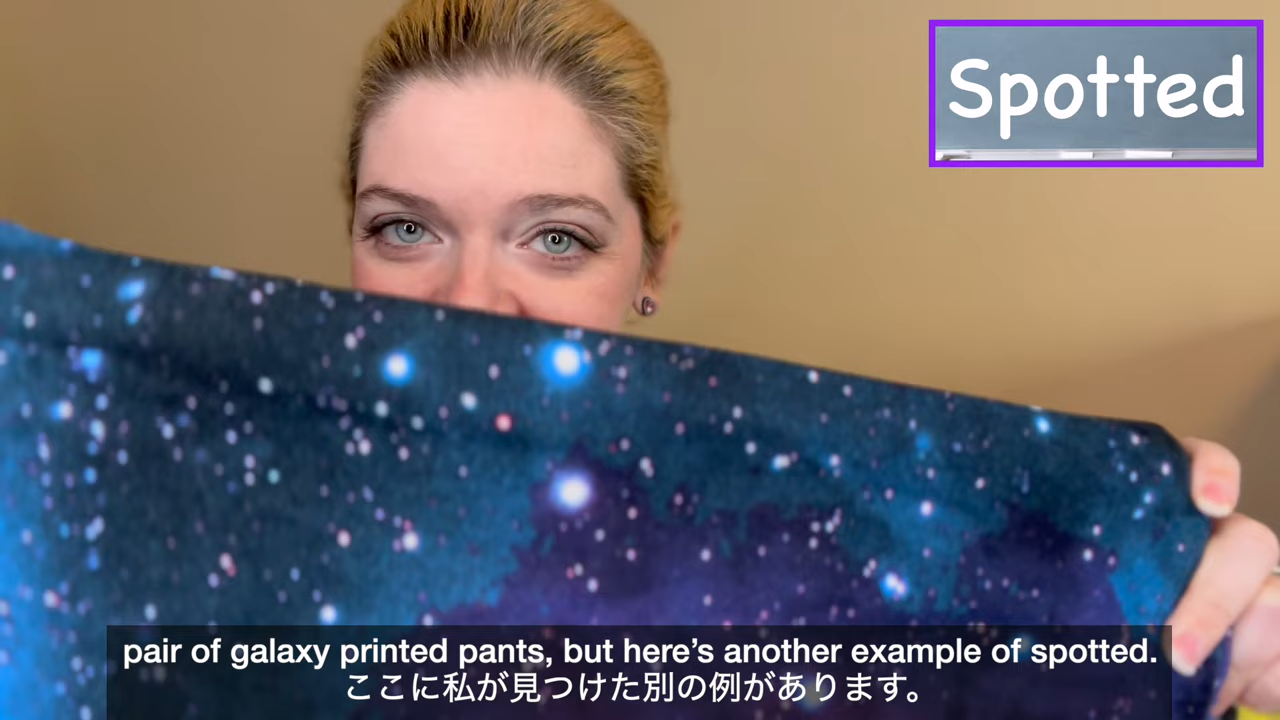 Spotted
pair of galaxy printed pants, but here’s another example of spotted.
ここに私が見つけた別の例があります。